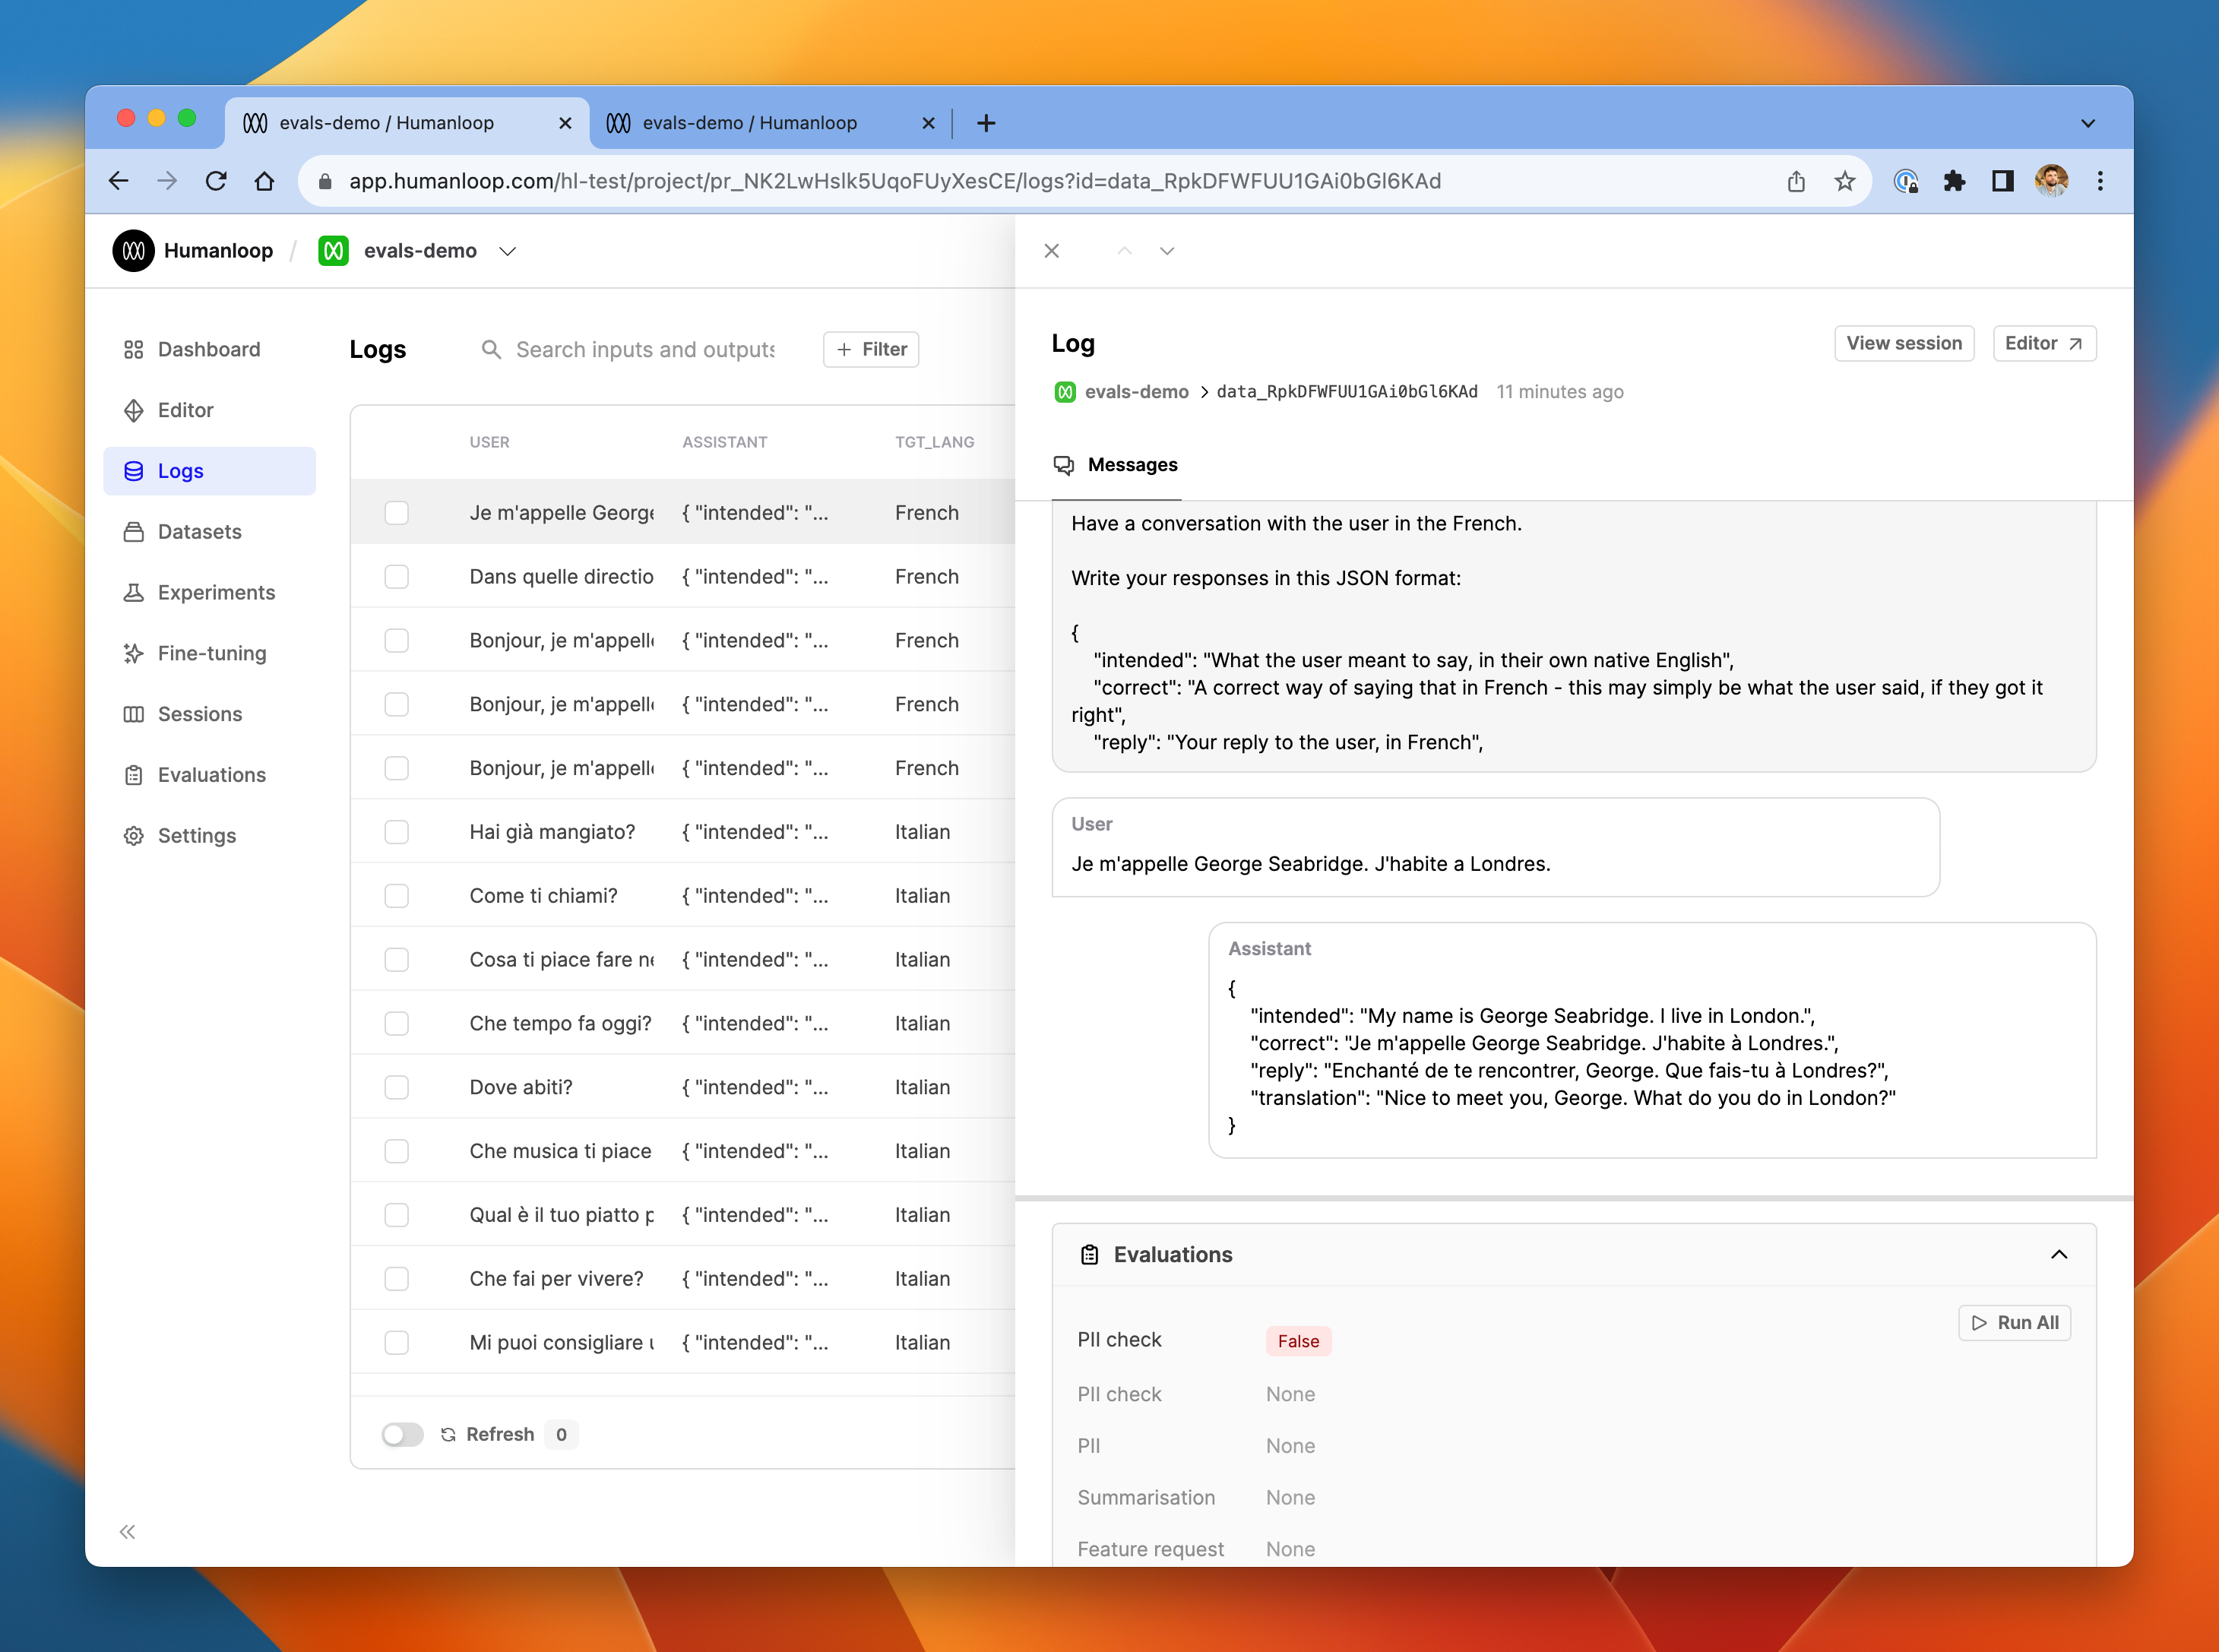 evals-demo / Humanloop
evals-demo / Humanloop
app.humanloop.com/hl-test/project/pr_NK2LwHslk5UqoFUyXesCE/logs?id=data_RpkDFWFUU1GAi0bGl6KAd
Humanloop / evals-demo
Dashboard
Editor
Logs
Datasets
Experiments
Fine-tuning
Sessions
Evaluations
Settings
Logs
Search inputs and outputs
+ Filter
USER ASSISTANT TGT_LANG
Je m'appelle George { "intended": "... French
Dans quelle directio { "intended": "... French
Bonjour, je m'appelle { "intended": "... French
Bonjour, je m'appelle { "intended": "... French
Bonjour, je m'appelle { "intended": "... French
Hai già mangiato? { "intended": "... Italian
Come ti chiami? { "intended": "... Italian
Cosa ti piace fare ne { "intended": "... Italian
Che tempo fa oggi? { "intended": "... Italian
Dove abiti? { "intended": "... Italian
Che musica ti piace { "intended": "... Italian
Qual è il tuo piatto p { "intended": "... Italian
Che fai per vivere? { "intended": "... Italian
Mi puoi consigliare u { "intended": "... Italian
Refresh 0
Log
View session
Editor
evals-demo > data_RpkDFWFUU1GAi0bGl6KAd 11 minutes ago
Messages
Have a conversation with the user in the French.
Write your responses in this JSON format:
{
"intended": "What the user meant to say, in their own native English",
"correct": "A correct way of saying that in French - this may simply be what the user said, if they got it
right",
"reply": "Your reply to the user, in French",
User
Je m'appelle George Seabridge. J'habite a Londres.
Assistant
{
"intended": "My name is George Seabridge. I live in London.",
"correct": "Je m'appelle George Seabridge. J'habite à Londres.",
"reply": "Enchanté de te rencontrer, George. Que fais-tu à Londres?",
"translation": "Nice to meet you, George. What do you do in London?"
}
Evaluations
Run All
PII check False
PII check None
PII None
Summarisation None
Feature request None